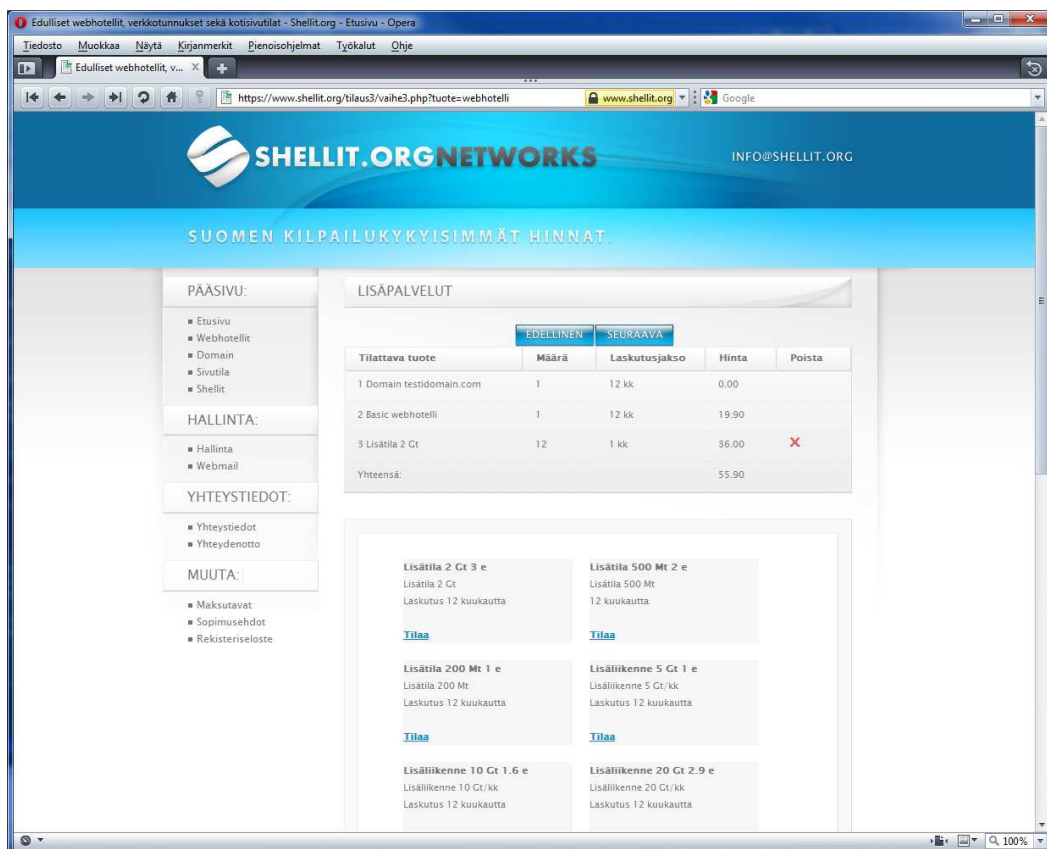 Edulliset webhotellit, verkkotunnukset sekä kotisivutilat - Shellit.org - Etusivu - Opera
Tiedosto Muokkaa Näytä Kirjanmerkit Pienoisohjelmat Työkalut Ohje
Edulliset webhotellit, v...
https://www.shellit.org/tilaus3/vaihe3.php?tuote=webhotelli www.shellit.org Google
SHELLIT.ORGNETWORKS
INFO@SHELLIT.ORG
SUOMEN KILPAILUKYKYISIMMÄT HINNAT.
PÄÄSIVU:
Etusivu
Webhotellit
Domain
Sivutila
Shellit
HALLINTA:
Hallinta
Webmail
YHTEYSTIEDOT:
Yhteystiedot
Yhteydenotto
MUUTA:
Maksutavat
Sopimusehdot
Rekisteriseloste
LISÄPALVELUT
EDELLINEN SEURAAVA
Tilattava tuote Määrä Laskutusjakso Hinta Poista
1 Domain testidomain.com 1 12 kk 0.00
2 Basic webhotelli 1 12 kk 19.90
3 Lisätila 2 Gt 12 1 kk 36.00
Yhteensä: 55.90
Lisätila 2 Gt 3 e
Lisätila 2 Gt
Laskutus 12 kuukautta
Tilaa
Lisätila 500 Mt 2 e
Lisätila 500 Mt
12 kuukautta
Tilaa
Lisätila 200 Mt 1 e
Lisätila 200 Mt
Laskutus 12 kuukautta
Tilaa
Lisäliikenne 5 Gt 1 e
Lisäliikenne 5 Gt/kk
Laskutus 12 kuukautta
Tilaa
Lisäliikenne 10 Gt 1.6 e
Lisäliikenne 10 Gt/kk
Laskutus 12 kuukautta
Lisäliikenne 20 Gt 2.9 e
Lisäliikenne 20 Gt/kk
Laskutus 12 kuukautta
100%